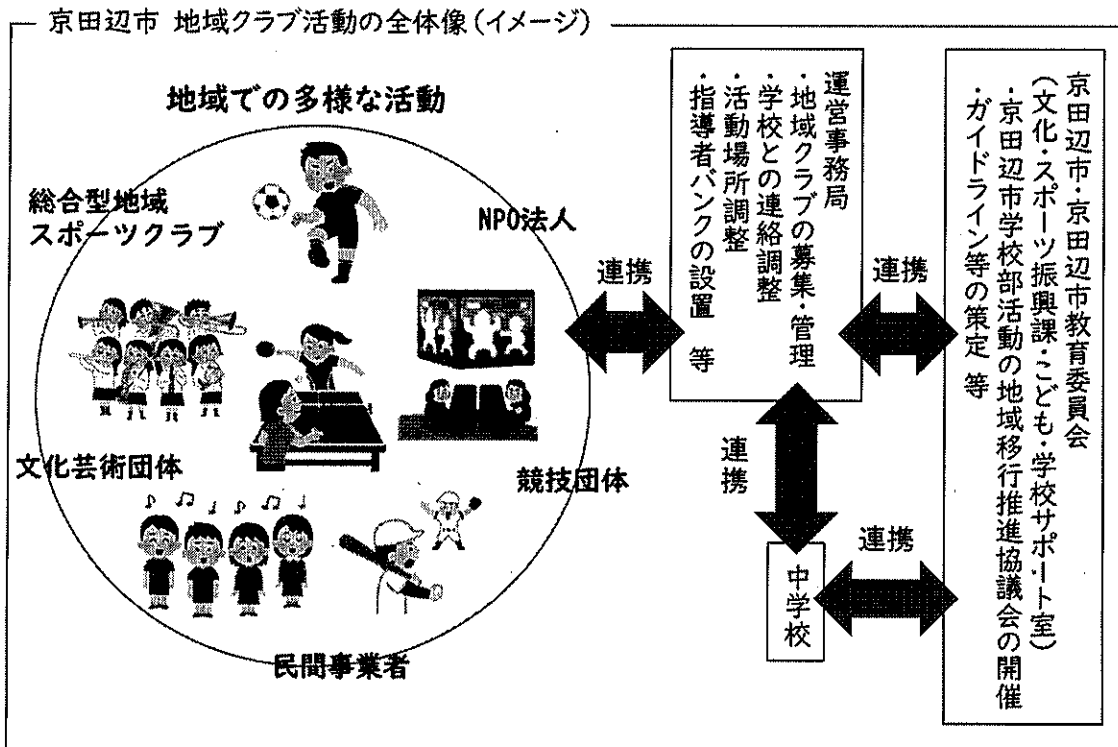 京田辺市 地域クラブ活動の全体像(イメージ)
地域での多様な活動
総合型地域
スポーツクラブ
NPO法人
文化芸術団体
競技団体
民間事業者
連携
運営事務局
・地域クラブの募集・管理
・学校との連絡調整
・活動場所調整
・指導者バンクの設置 等
連携
連携
中学校
連携
京田辺市・京田辺市教育委員会
(文化・スポーツ振興課・こども・学校サポート室)
・京田辺市学校部活動の地域移行推進協議会の開催
・ガイドライン等の策定 等